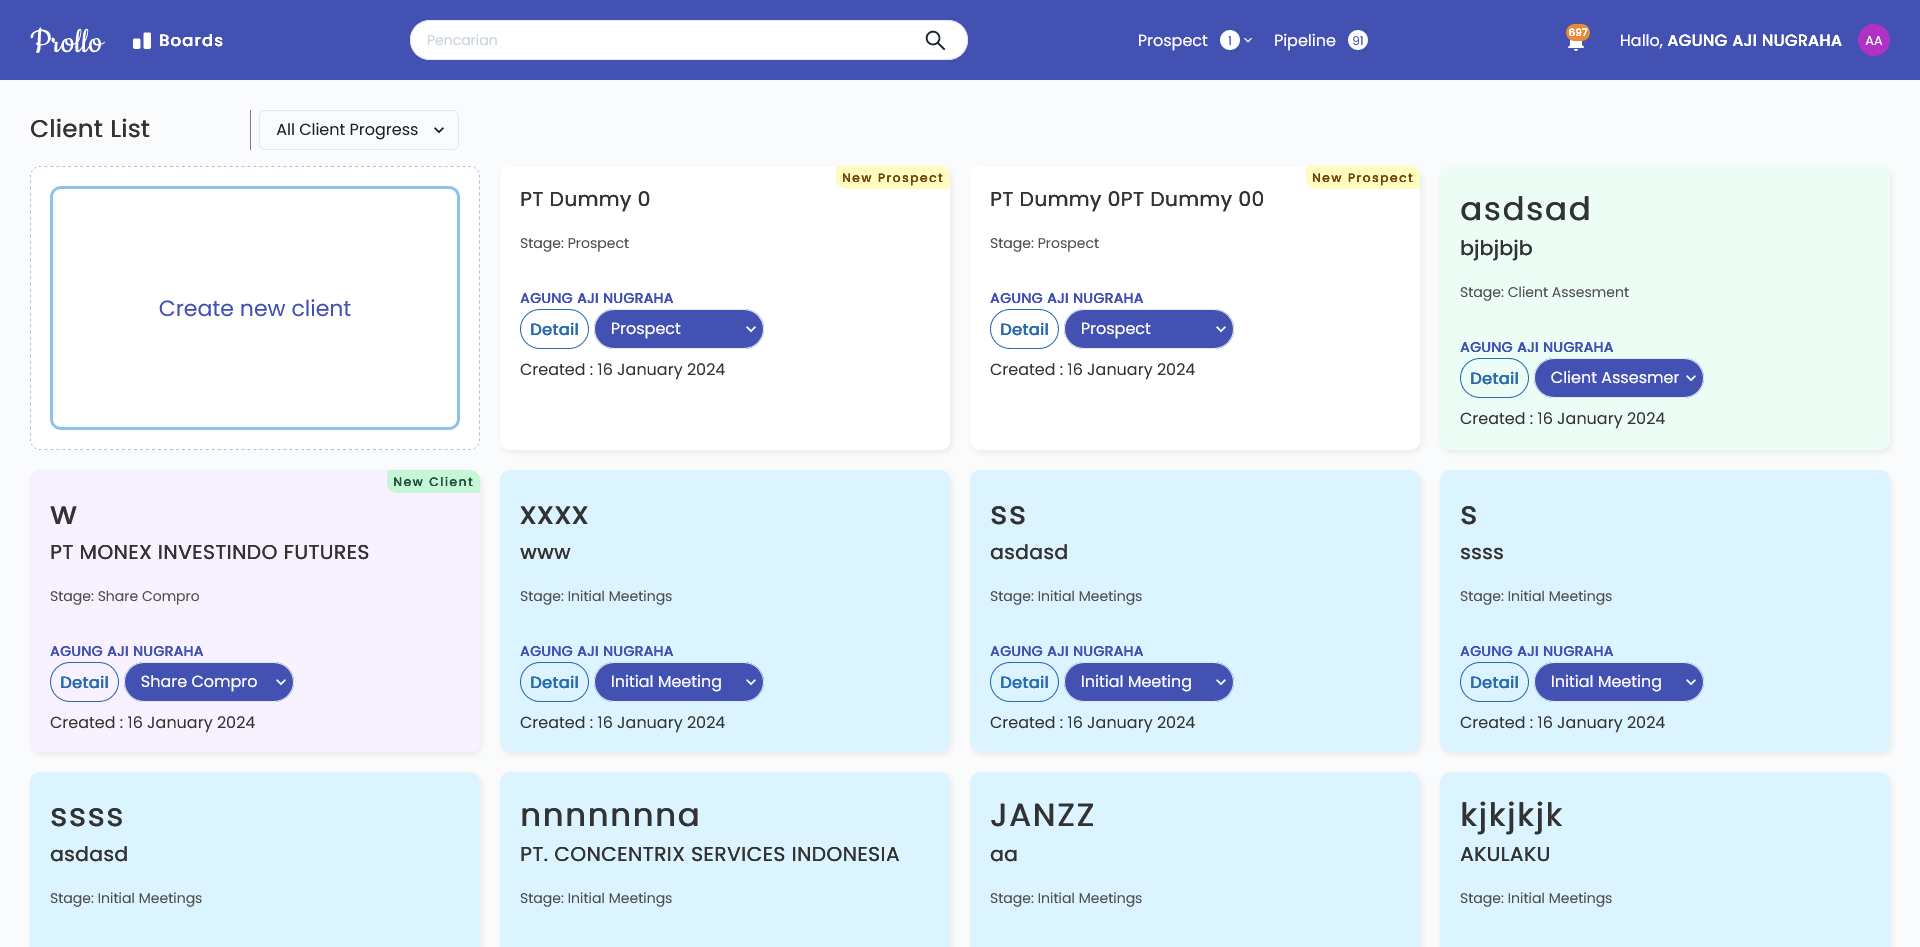 Prollo
Boards
Pencarian
Prospect 1
Pipeline 91
697
Hallo, AGUNG AJI NUGRAHA
AA
Client List
All Client Progress
Create new client
New Prospect
PT Dummy 0
Stage: Prospect
AGUNG AJI NUGRAHA
Detail
Prospect
Created : 16 January 2024
New Prospect
PT Dummy 0PT Dummy 00
Stage: Prospect
AGUNG AJI NUGRAHA
Detail
Prospect
Created : 16 January 2024
asdsad
bjbjbjb
Stage: Client Assesment
AGUNG AJI NUGRAHA
Detail
Client Assesmer
Created : 16 January 2024
New Client
w
PT MONEX INVESTINDO FUTURES
Stage: Share Compro
AGUNG AJI NUGRAHA
Detail
Share Compro
Created : 16 January 2024
xxxx
www
Stage: Initial Meetings
AGUNG AJI NUGRAHA
Detail
Initial Meeting
Created : 16 January 2024
ss
asdasd
Stage: Initial Meetings
AGUNG AJI NUGRAHA
Detail
Initial Meeting
Created : 16 January 2024
s
ssss
Stage: Initial Meetings
AGUNG AJI NUGRAHA
Detail
Initial Meeting
Created : 16 January 2024
ssss
asdasd
Stage: Initial Meetings
nnnnnnna
PT. CONCENTRIX SERVICES INDONESIA
Stage: Initial Meetings
JANZZ
aa
Stage: Initial Meetings
kjkjkjk
AKULAKU
Stage: Initial Meetings